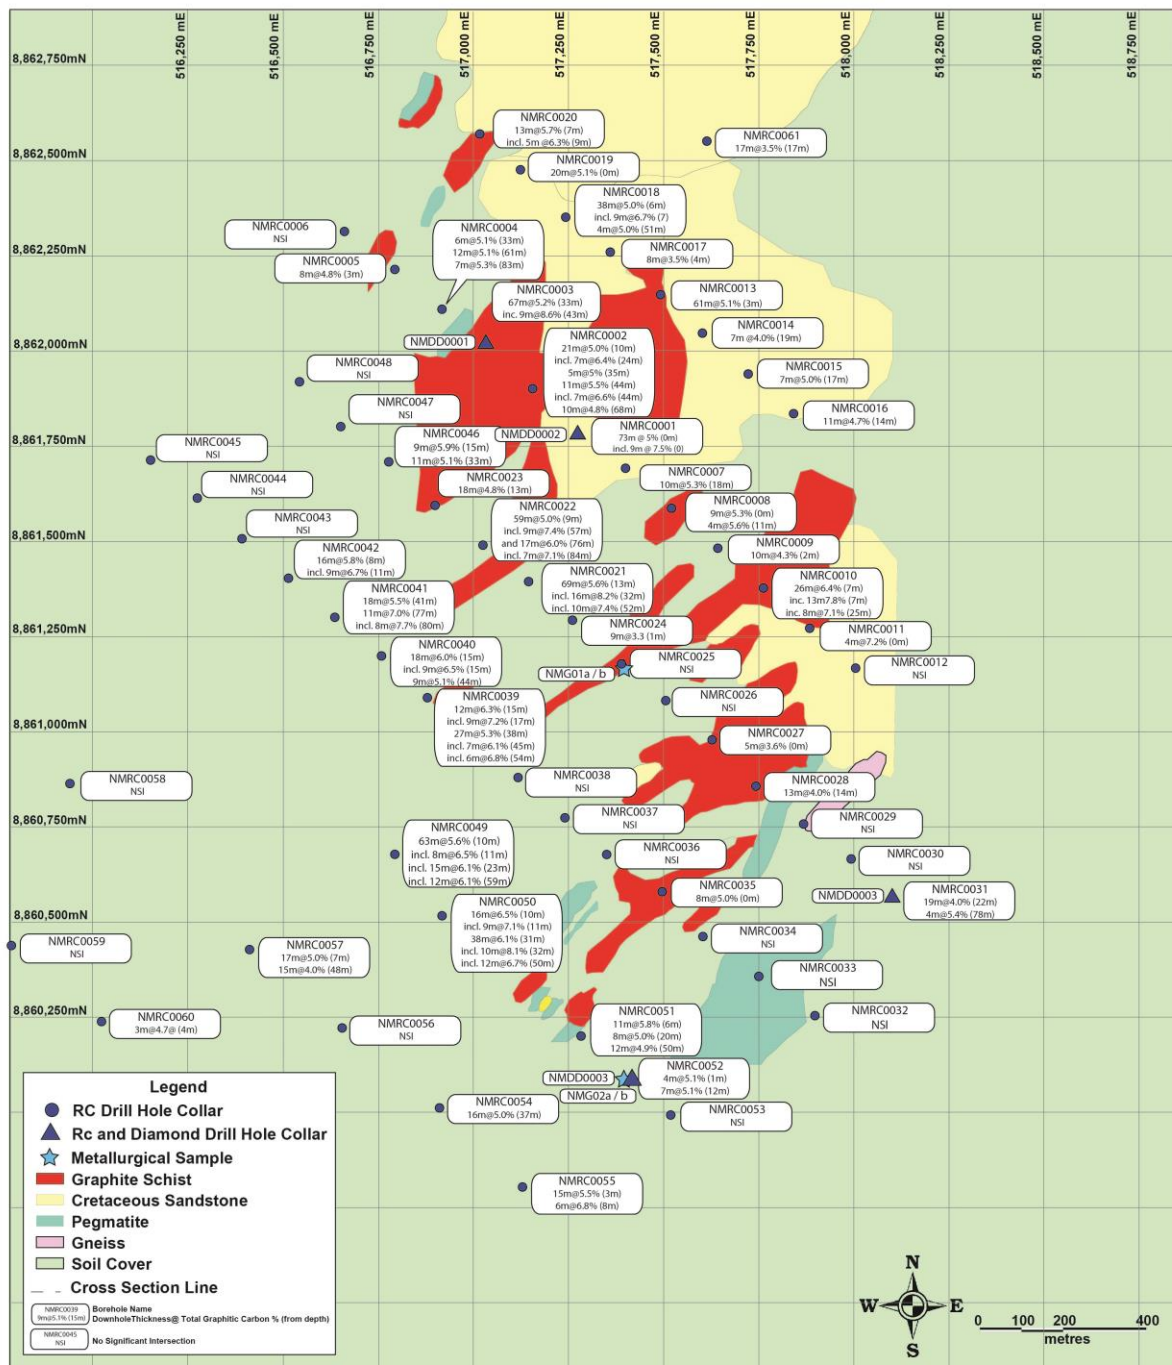 516,250 mE
516,500 mE
516,750 mE
517,000 mE
517,250 mE
517,500 mE
517,750 mE
518,000 mE
518,250 mE
518,500 mE
518,750 mE
8,862,750mN
NMRC0020
13m@5.7% (7m)
incl. 5m @6.3% (9m)
NMRC0061
17m@3.5% (17m)
8,862,500mN
NMRC0019
20m@5.1% (0m)
NMRC0018
38m@5.0% (6m)
incl. 9m@6.7% (7)
4m@5.0% (51m)
NMRC0006
NSI
NMRC0004
6m@5.1% (33m)
12m@5.1% (61m)
7m@5.3% (83m)
8,862,250mN
NMRC0005
8m@4.8% (3m)
NMRC0017
8m@3.5% (4m)
NMRC0003
67m@5.2% (33m)
inc. 9m@8.6% (43m)
NMRC0013
61m@5.1% (3m)
NMRC0014
7m @4.0% (19m)
NMDD0001
NMRC0002
21m@5.0% (10m)
incl. 7m@6.4% (24m)
5m@5% (35m)
11m@5.5% (44m)
incl. 7m@6.6% (44m)
10m@4.8% (68m)
8,862,000mN
NMRC0048
NSI
NMRC0015
7m@5.0% (17m)
NMRC0047
NSI
NMRC0016
11m@4.7% (14m)
NMRC0046
9m@5.9% (15m)
11m@5.1% (33m)
NMDD0002
NMRC0001
73m @ 5% (0m)
incl. 9m @ 7.5% (0)
8,861,750mN
NMRC0045
NSI
NMRC0044
NSI
NMRC0023
18m@4.8% (13m)
NMRC0007
10m@5.3% (18m)
NMRC0008
9m@5.3% (0m)
4m@5.6% (11m)
NMRC0022
59m@5.0% (9m)
incl. 9m@7.4% (57m)
and 17m@6.0% (76m)
incl. 7m@7.1% (84m)
8,861,500mN
NMRC0043
NSI
NMRC0009
10m@4.3% (2m)
NMRC0042
16m@5.8% (8m)
incl. 9m@6.7% (11m)
NMRC0021
69m@5.6% (13m)
incl. 16m@8.2% (32m)
incl. 10m@7.4% (52m)
NMRC0010
26m@6.4% (7m)
inc. 13m7.8% (7m)
inc. 8m@7.1% (25m)
NMRC0041
18m@5.5% (41m)
11m@7.0% (77m)
incl. 8m@7.7% (80m)
NMRC0024
9m@3.3 (1m)
NMRC0011
4m@7.2% (0m)
8,861,250mN
NMRC0040
18m@6.0% (15m)
incl. 9m@6.5% (15m)
9m@5.1% (44m)
NMG01a / b
NMRC0025
NSI
NMRC0012
NSI
NMRC0039
12m@6.3% (15m)
incl. 9m@7.2% (17m)
27m@5.3% (38m)
incl. 7m@6.1% (45m)
incl. 6m@6.8% (54m)
NMRC0026
NSI
8,861,000mN
NMRC0027
5m@3.6% (0m)
NMRC0058
NSI
NMRC0038
NSI
NMRC0028
13m@4.0% (14m)
8,860,750mN
NMRC0037
NSI
NMRC0029
NSI
NMRC0049
63m@5.6% (10m)
incl. 8m@6.5% (11m)
incl. 15m@6.1% (23m)
incl. 12m@6.1% (59m)
NMRC0036
NSI
NMRC0030
NSI
NMRC0035
8m@5.0% (0m)
NMDD0003
NMRC0031
19m@4.0% (22m)
4m@5.4% (78m)
8,860,500mN
NMRC0050
16m@6.5% (10m)
incl. 9m@7.1% (11m)
38m@6.1% (31m)
incl. 10m@8.1% (32m)
incl. 12m@6.7% (50m)
NMRC0059
NSI
NMRC0057
17m@5.0% (7m)
15m@4.0% (48m)
NMRC0034
NSI
NMRC0033
NSI
8,860,250mN
NMRC0060
3m@4.7@ (4m)
NMRC0056
NSI
NMRC0051
11m@5.8% (6m)
8m@5.0% (20m)
12m@4.9% (50m)
NMRC0032
NSI
NMDD0003
NMRC0052
4m@5.1% (1m)
7m@5.1% (12m)
NMG02a / b
NMRC0054
16m@5.0% (37m)
NMRC0053
NSI
NMRC0055
15m@5.5% (3m)
6m@6.8% (8m)
Legend
RC Drill Hole Collar
Rc and Diamond Drill Hole Collar
Metallurgical Sample
Graphite Schist
Cretaceous Sandstone
Pegmatite
Gneiss
Soil Cover
Cross Section Line
NMRC0039
9m@5.1% (15m)
Borehole Name
DownholeThickness@ Total Graphitic Carbon % (from depth)
NMRC0045
NSI
No Significant Intersection
N
W
E
S
0 100 200 400
metres